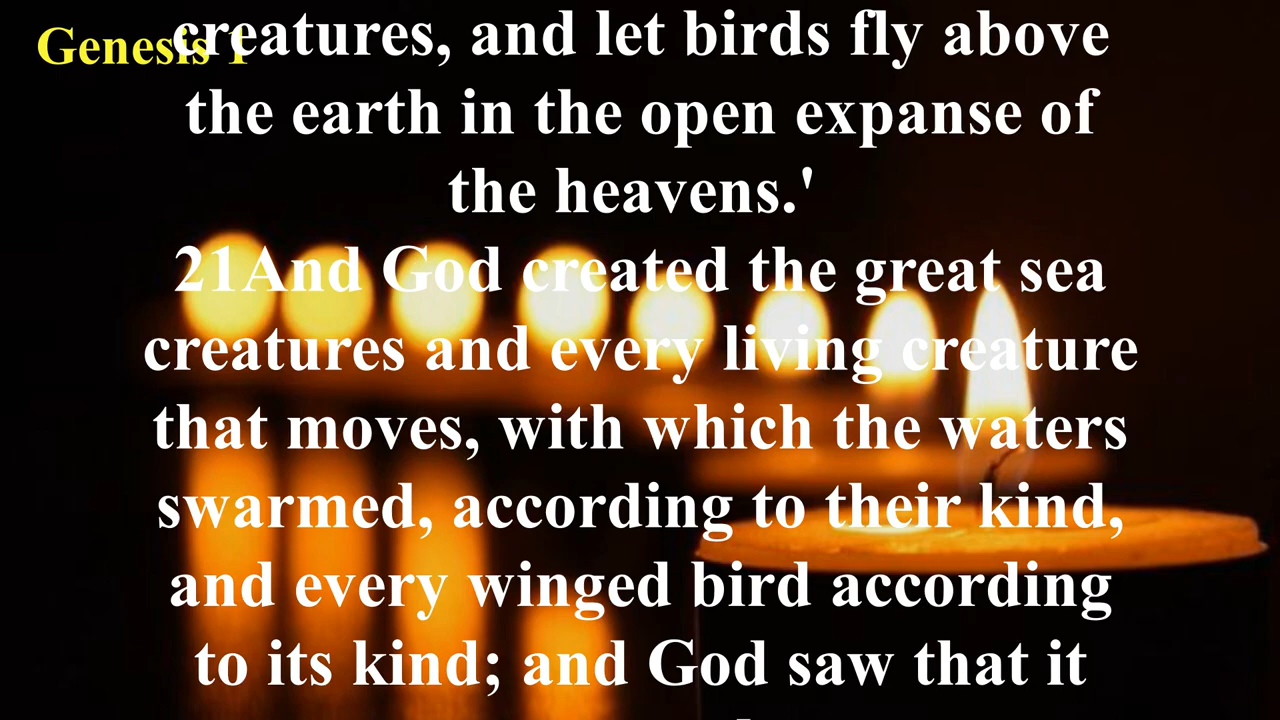 Genesis 1
creatures, and let birds fly above
the earth in the open expanse of
the heavens.'
21And God created the great sea
creatures and every living creature
that moves, with which the waters
swarmed, according to their kind,
and every winged bird according
to its kind; and God saw that it